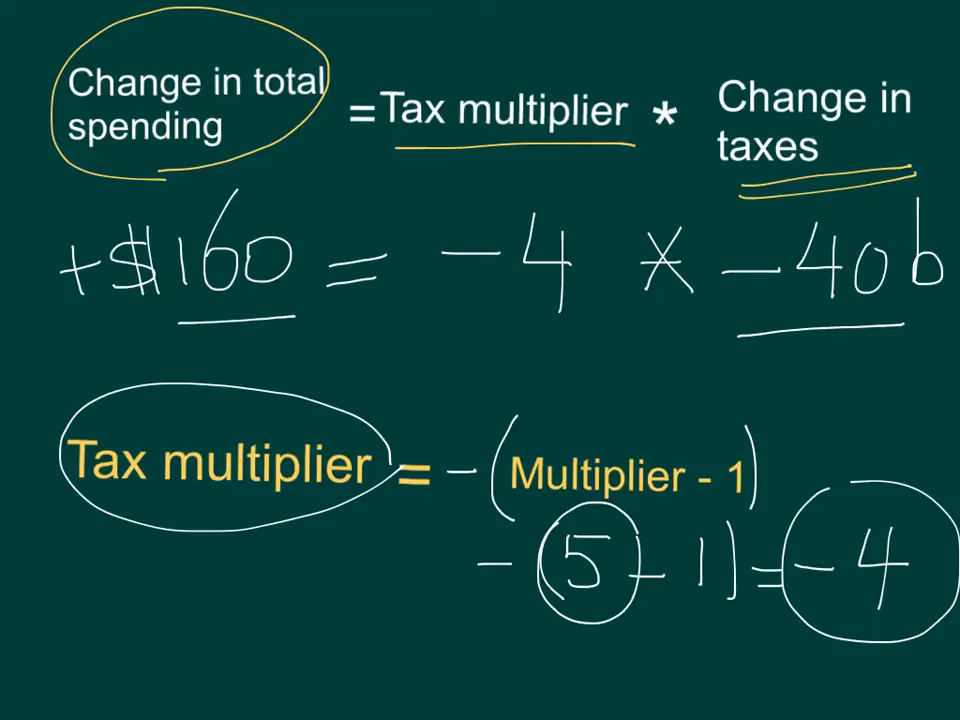 Change in total spending = Tax multiplier * Change in taxes
+$160 = -4 * -40b
Tax multiplier = -(Multiplier - 1)
-(5-1)=-4